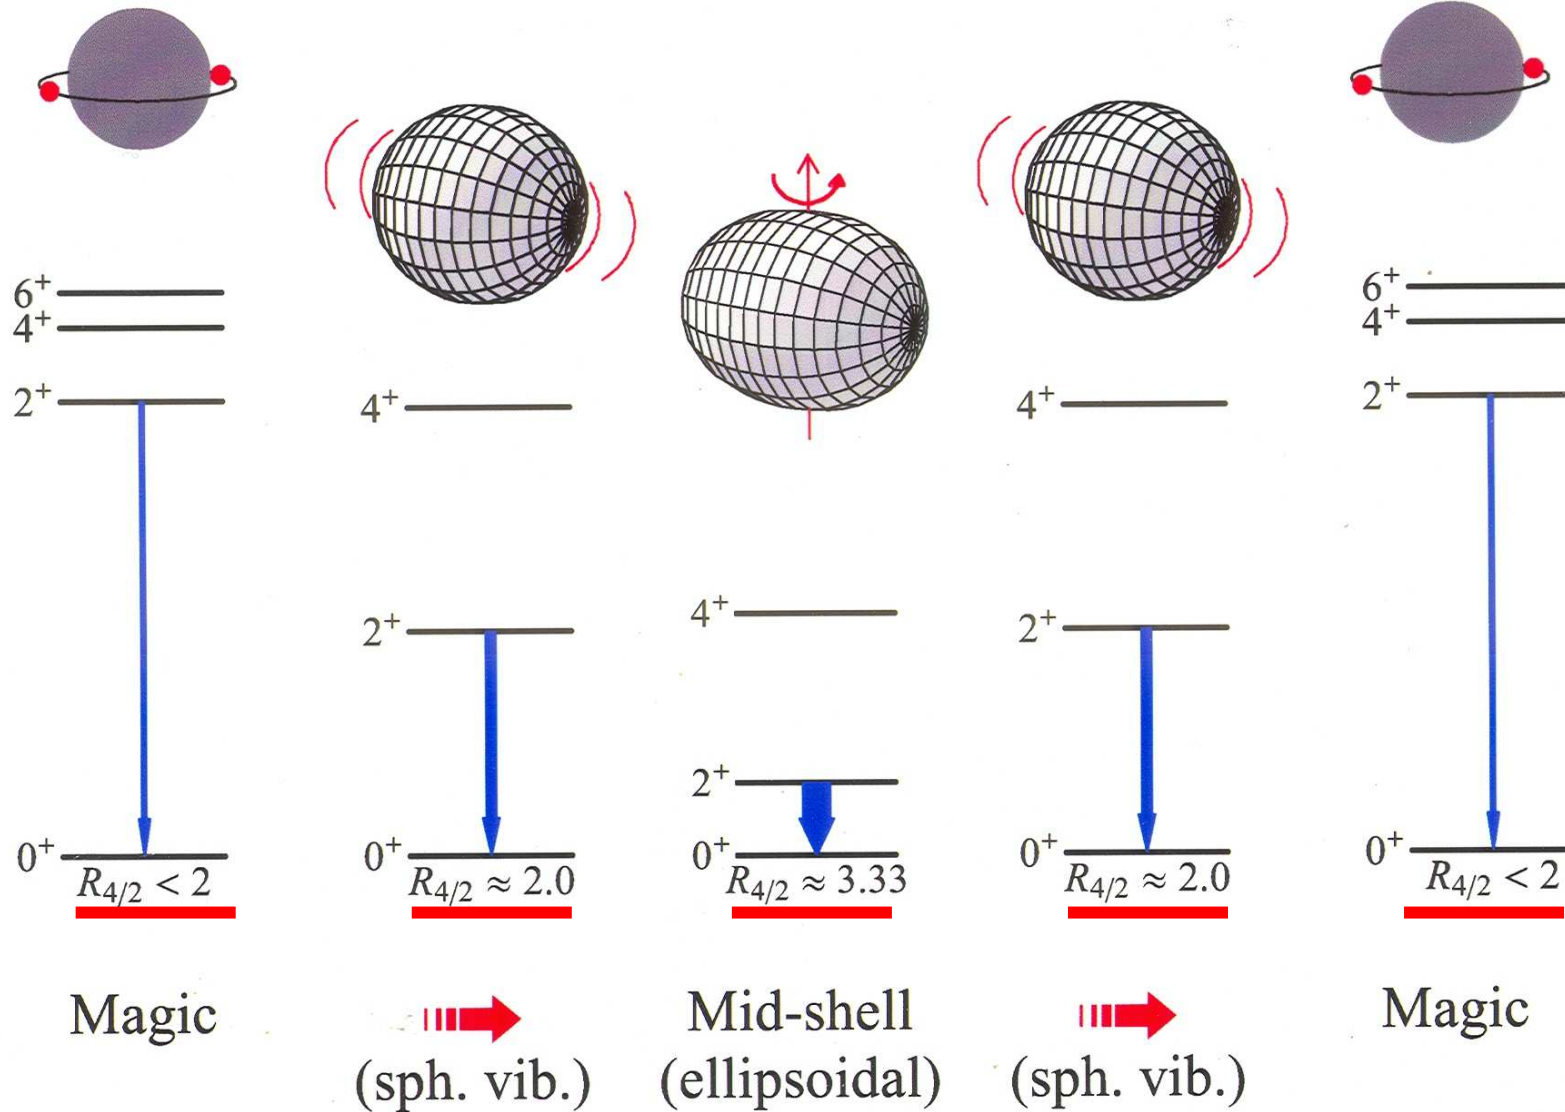 6⁺
4⁺
2⁺
0⁺
R₄/₂ < 2
Magic
4⁺
2⁺
0⁺
R₄/₂ ≈ 2.0
(sph. vib.)
4⁺
2⁺
0⁺
R₄/₂ ≈ 3.33
Mid-shell
(ellipsoidal)
4⁺
2⁺
0⁺
R₄/₂ ≈ 2.0
(sph. vib.)
6⁺
4⁺
2⁺
0⁺
R₄/₂ < 2
Magic